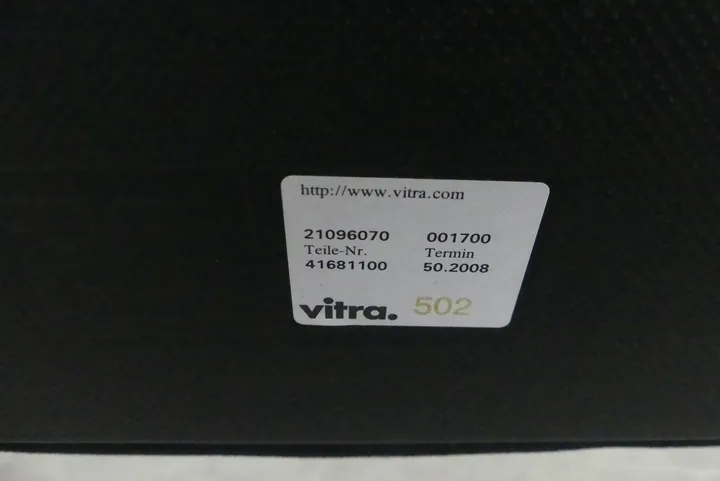 http://www.vitra.com
21096070 001700
Teile-Nr. Termin
41681100 50.2008
vitra. 502